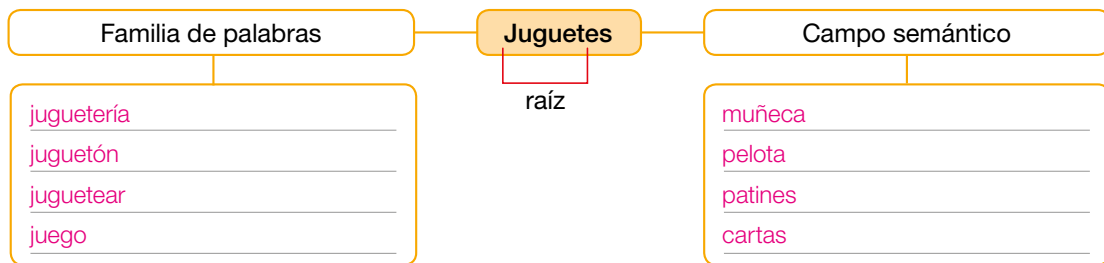 Familia de palabras
Juguetes
Campo semántico
raíz
juguetería
juguetón
juguetear
juego
muñeca
pelota
patines
cartas